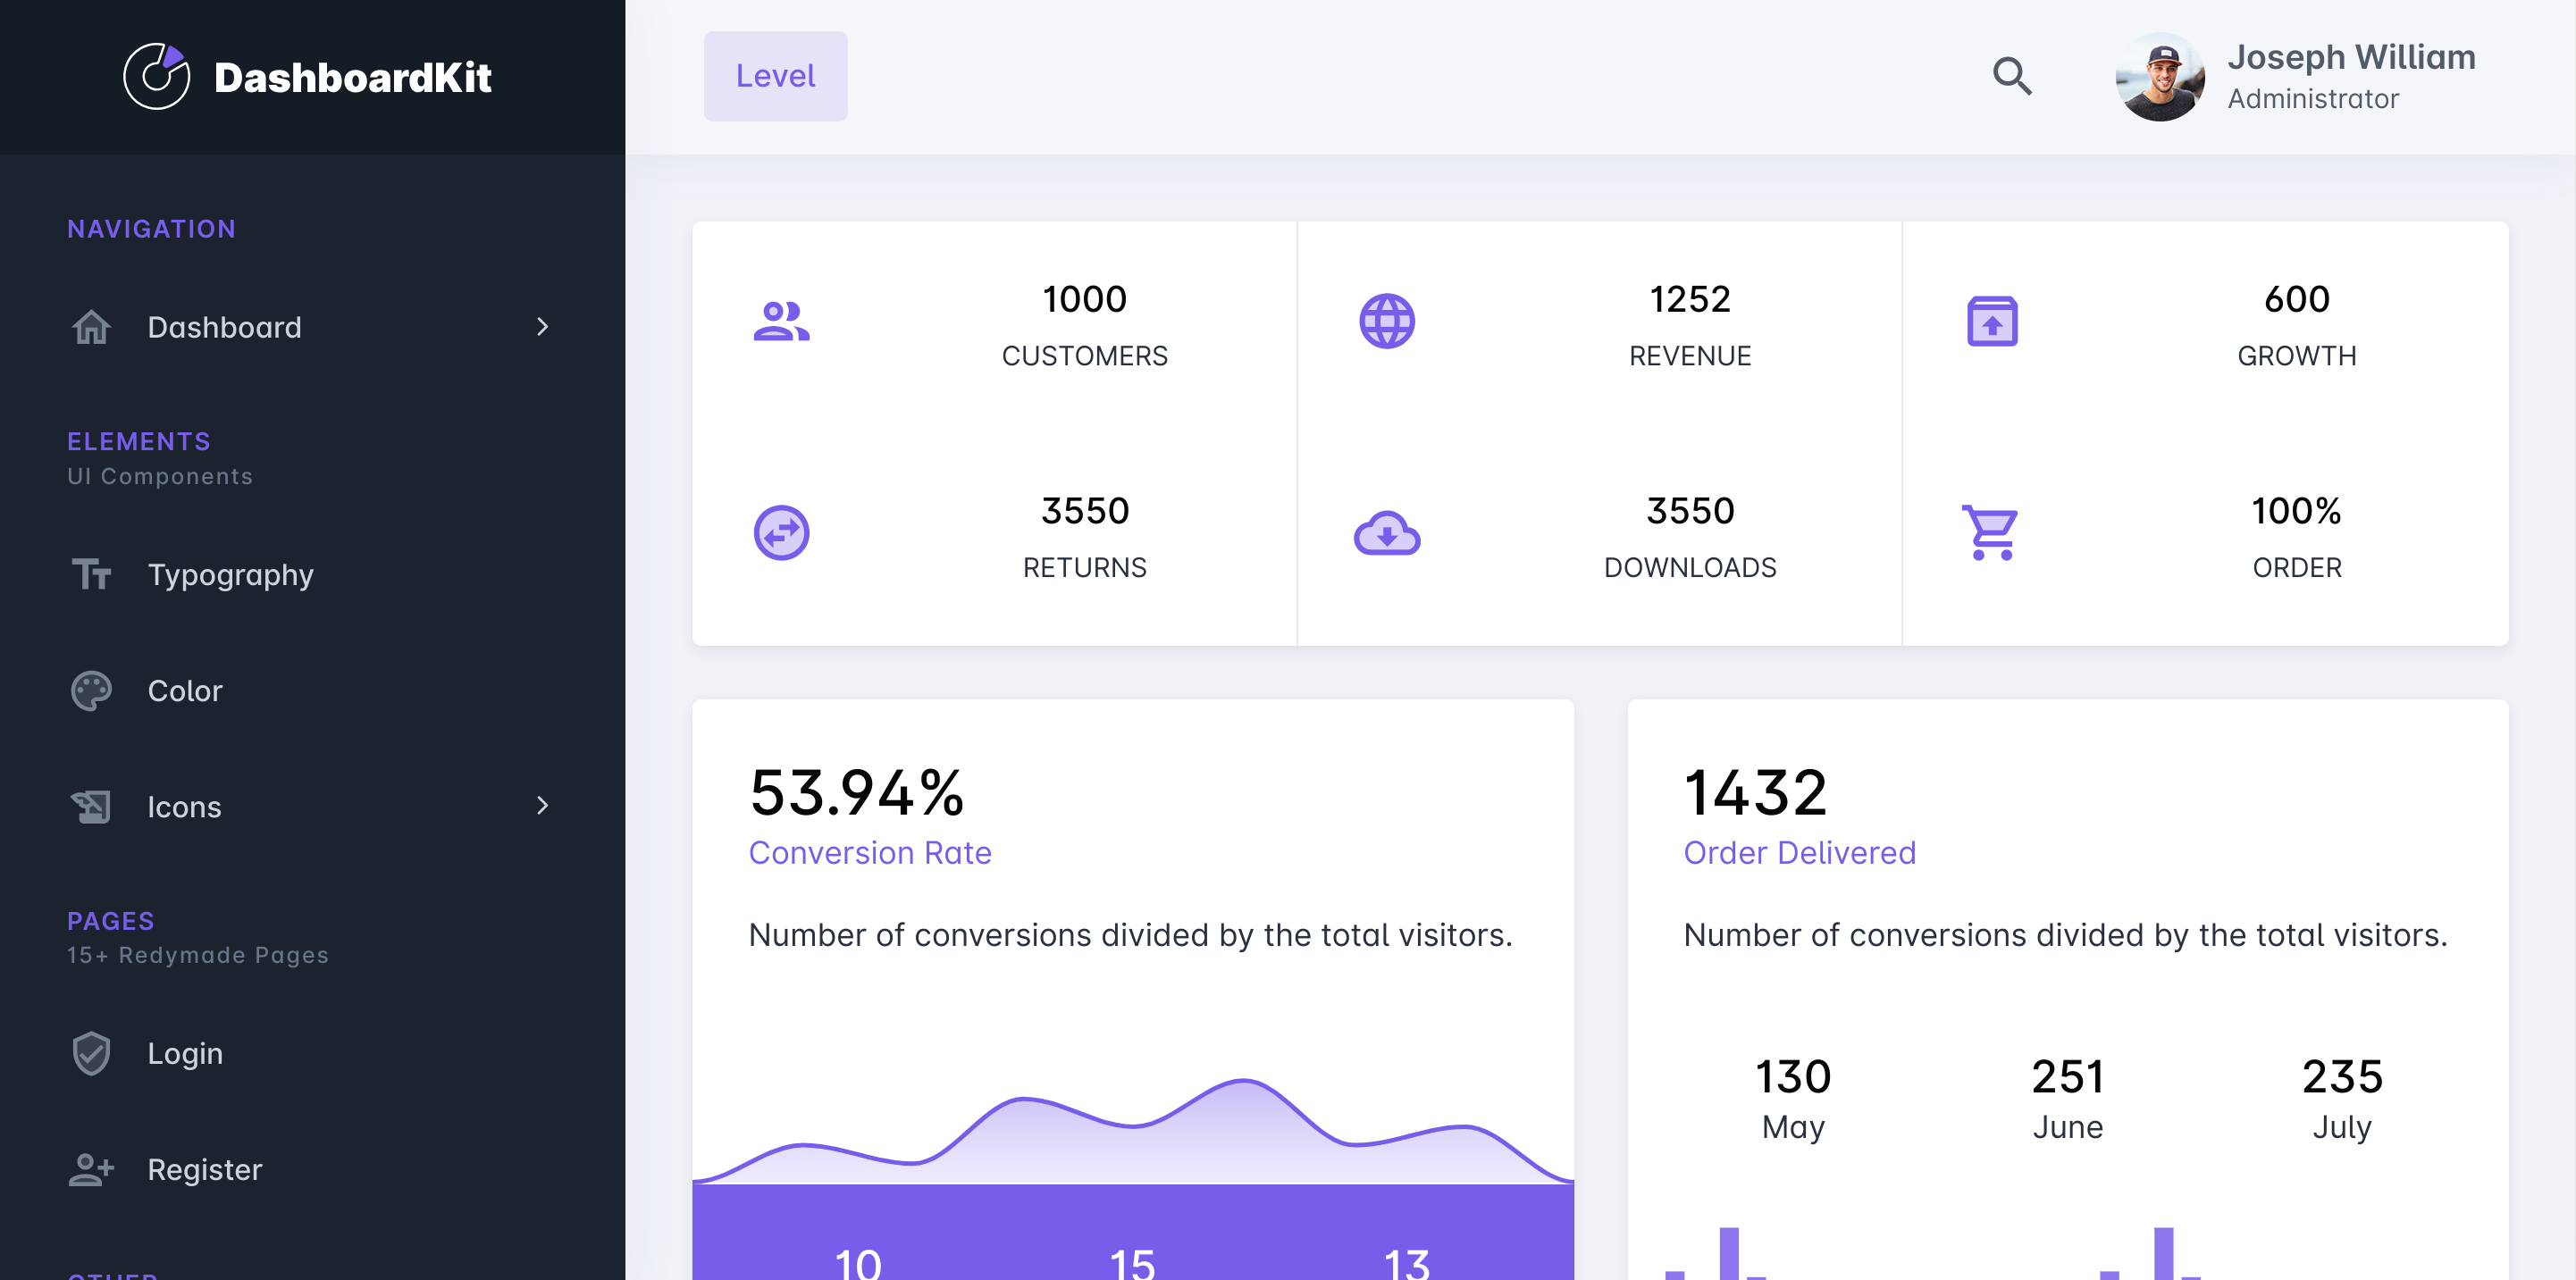 DashboardKit
NAVIGATION
Dashboard
ELEMENTS
UI Components
Typography
Color
Icons
PAGES
15+ Redymade Pages
Login
Register
OTHER
Level
Joseph William
Administrator
1000
CUSTOMERS
1252
REVENUE
600
GROWTH
3550
RETURNS
3550
DOWNLOADS
100%
ORDER
53.94%
Conversion Rate
Number of conversions divided by the total visitors.
10 15 13
1432
Order Delivered
Number of conversions divided by the total visitors.
130 251 235
May June July